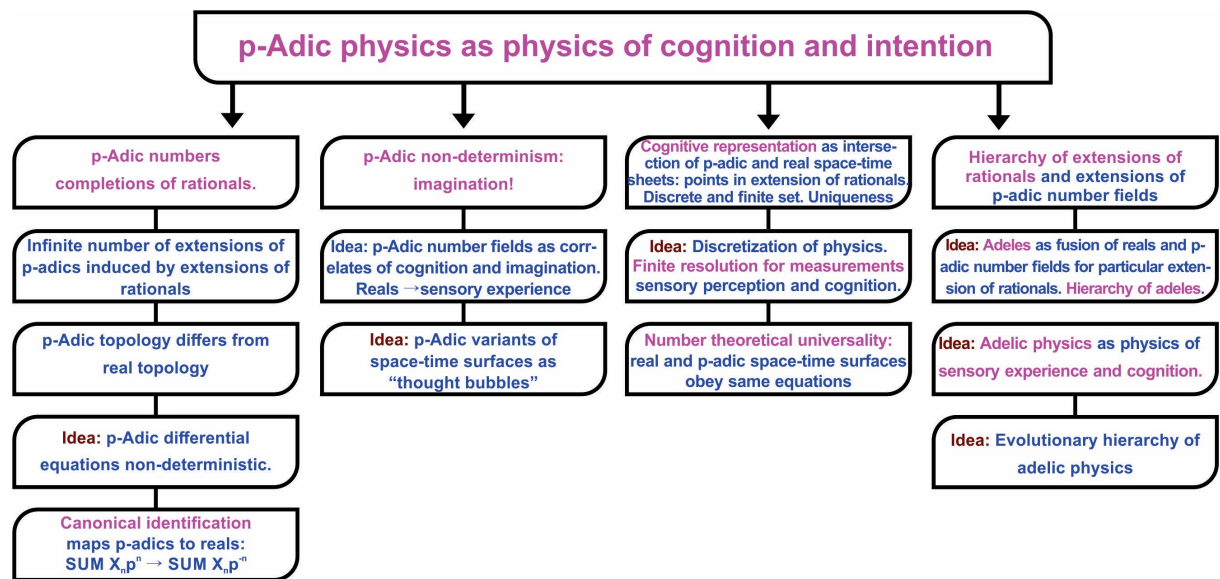 p-Adic physics as physics of cognition and intention
p-Adic numbers
completions of rationals.
Infinite number of extensions of
p-adics induced by extensions of
rationals
p-Adic topology differs from
real topology
Idea: p-Adic differential
equations non-deterministic.
Canonical identification
maps p-adics to reals:
SUM Xₙpⁿ → SUM Xₙp⁻ⁿ
p-Adic non-determinism:
imagination!
Idea: p-Adic number fields as corr-
elates of cognition and imagination.
Reals →sensory experience
Idea: p-Adic variants of
space-time surfaces as
“thought bubbles”
Cognitive representation as interse-
ction of p-adic and real space-time
sheets: points in extension of rationals.
Discrete and finite set. Uniqueness
Idea: Discretization of physics.
Finite resolution for measurements
sensory perception and cognition.
Number theoretical universality:
real and p-adic space-time surfaces
obey same equations
Hierarchy of extensions of
rationals and extensions of
p-adic number fields
Idea: Adeles as fusion of reals and p-
adic number fields for particular exten-
sion of rationals. Hierarchy of adeles.
Idea: Adelic physics as physics of
sensory experience and cognition.
Idea: Evolutionary hierarchy of
adelic physics